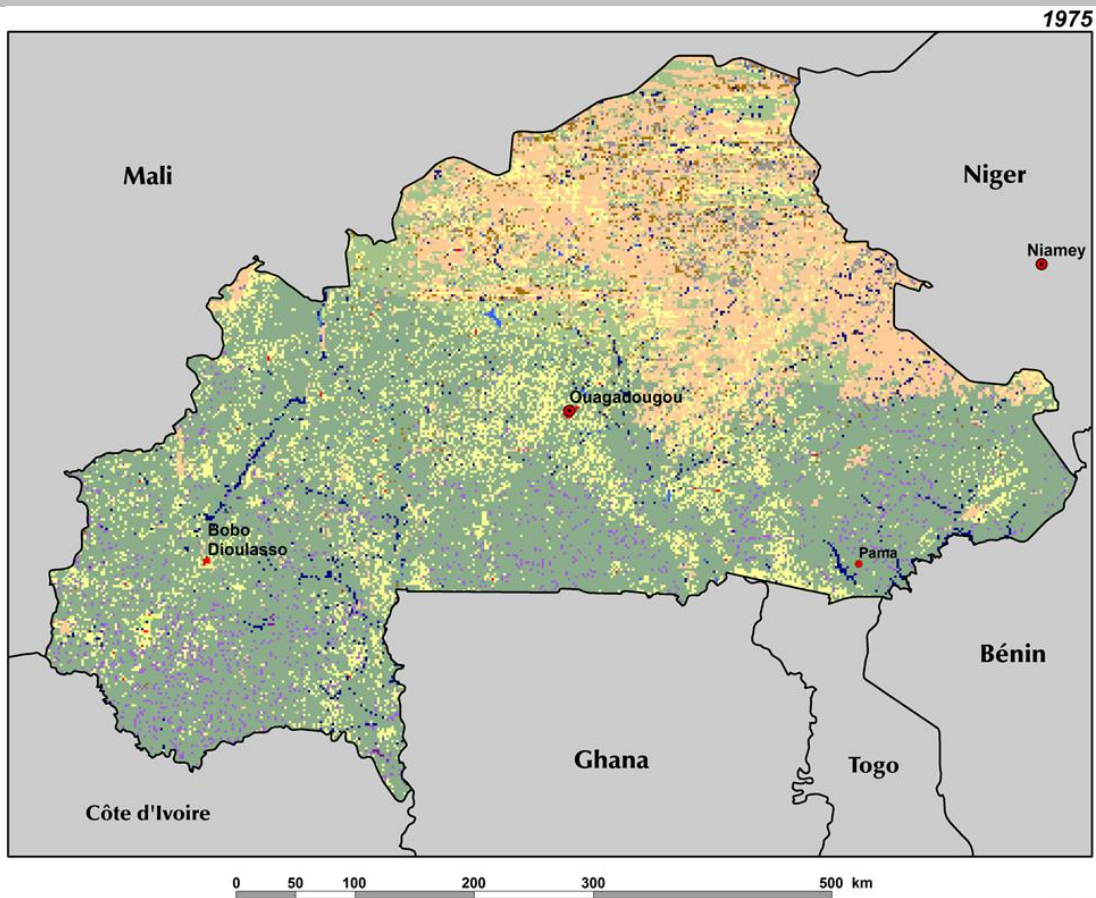 1975
Mali
Niger
Niamey
Ouagadougou
Bobo
Dioulasso
Pama
Bénin
Ghana
Togo
Côte d'Ivoire
0 50 100 200 300 500 km